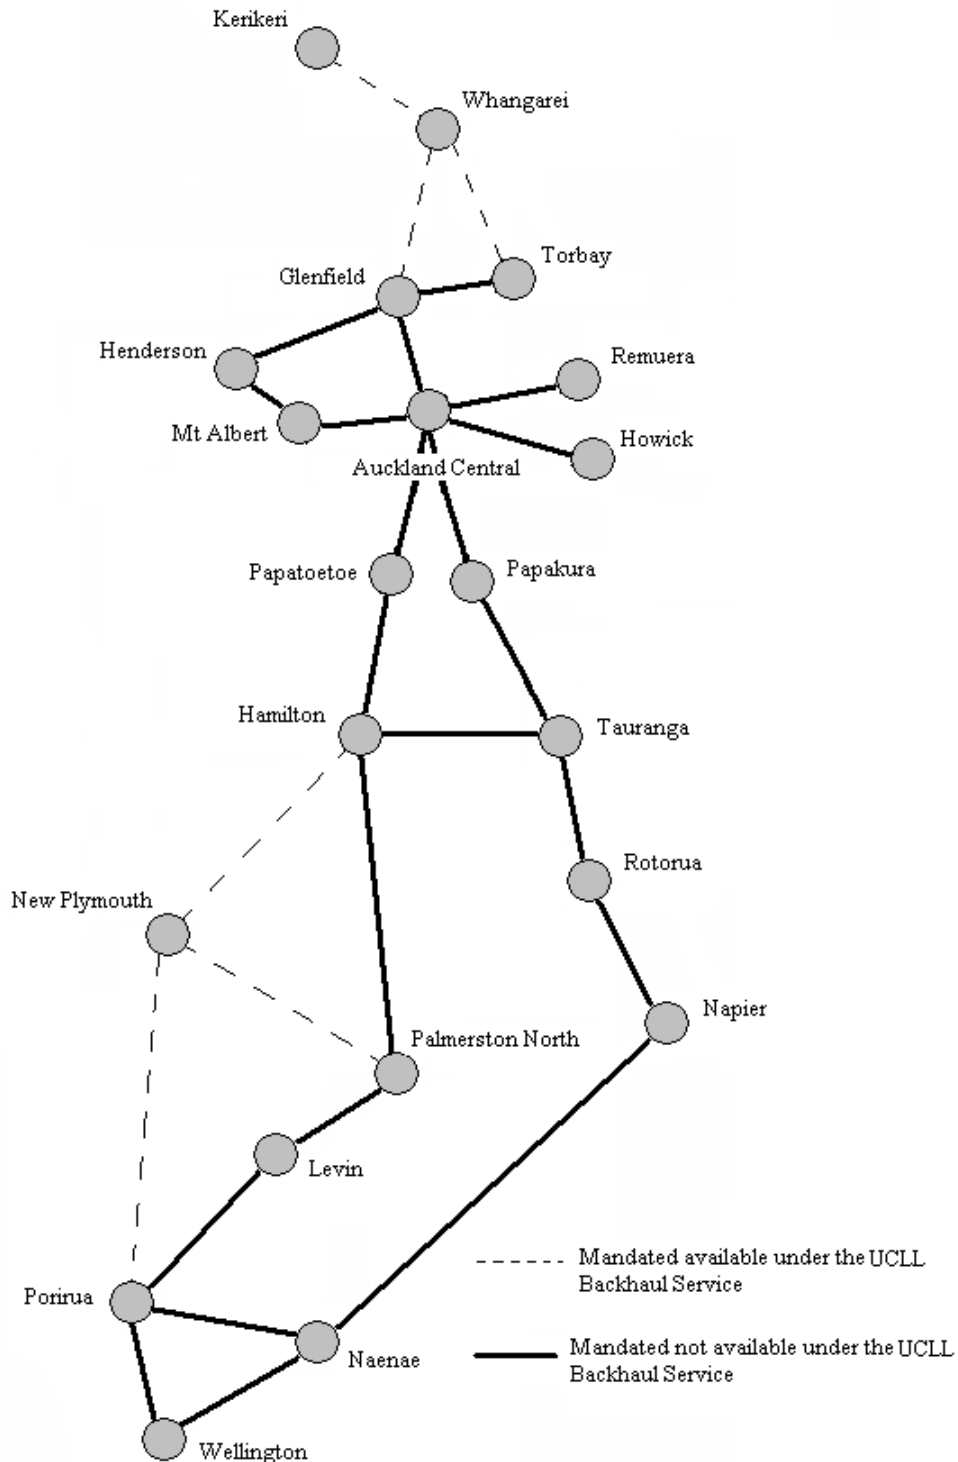 Kerikeri
Whangarei
Torbay
Glenfield
Henderson
Remuera
Mt Albert
Howick
Auckland Central
Papatoetoe
Papakura
Hamilton
Tauranga
Rotorua
New Plymouth
Napier
Palmerston North
Levin
Mandated available under the UCLL
Backhaul Service
Porirua
Naenae
Mandated not available under the UCLL
Backhaul Service
Wellington